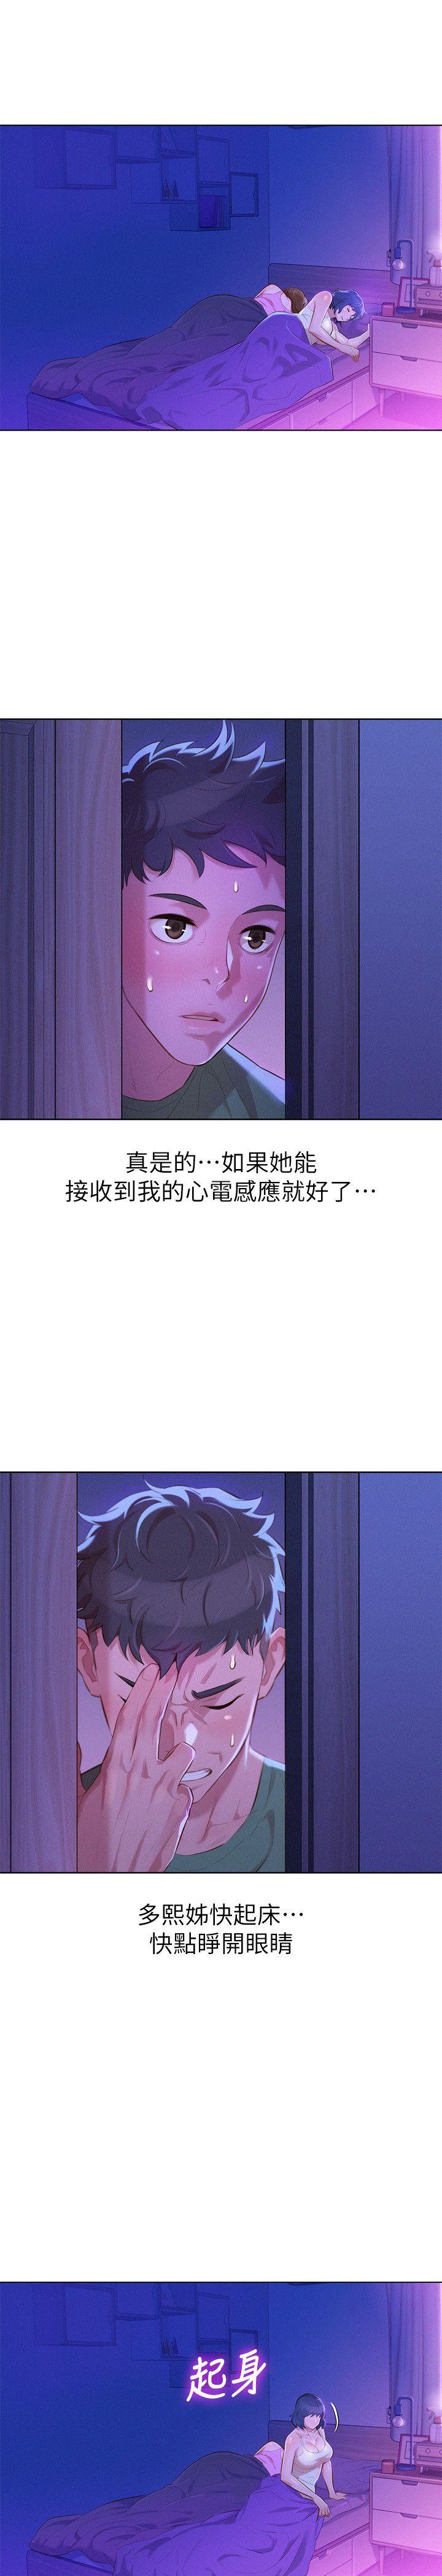 真是的⋯如果她能
接收到我的心電感應就好了⋯
多熙姊快起床⋯
快點睜開眼睛
起身